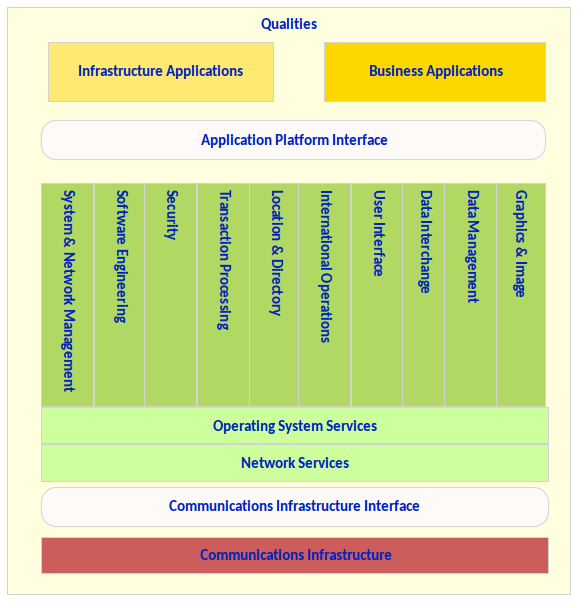 Qualities
Infrastructure Applications
Business Applications
Application Platform Interface
System & Network Management
Software Engineering
Security
Transaction Processing
Location & Directory
International Operations
User Interface
Data Interchange
Data Management
Graphics & Image
Operating System Services
Network Services
Communications Infrastructure Interface
Communications Infrastructure